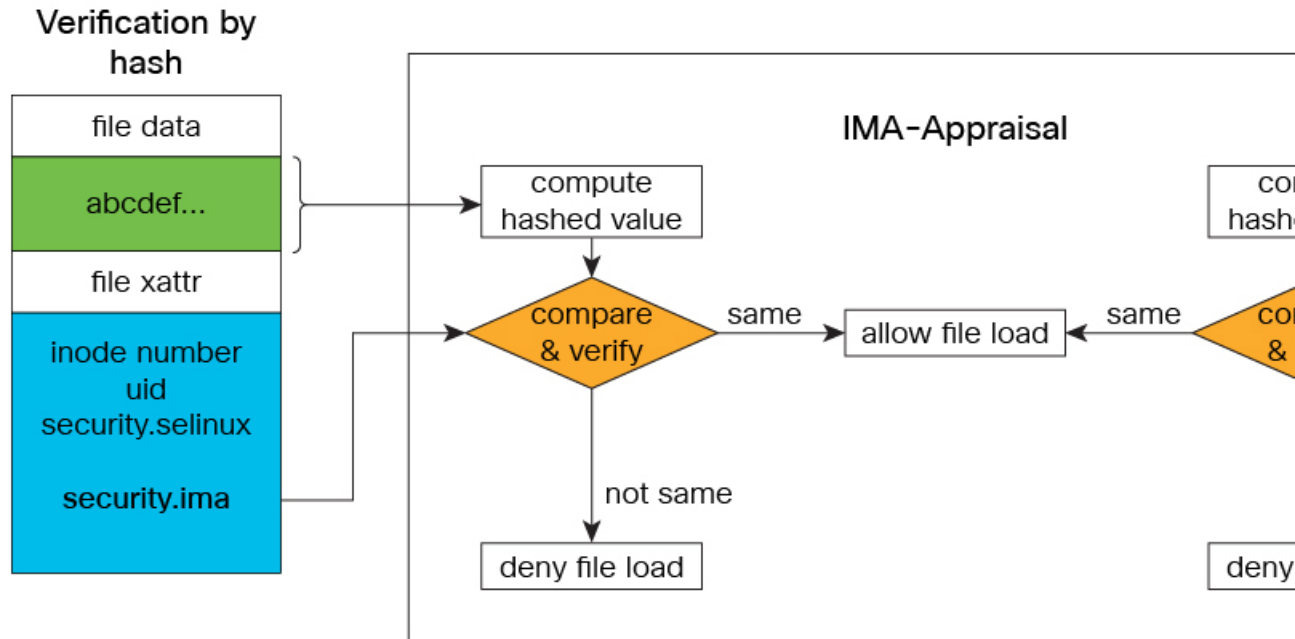 Verification by
hash
file data
abcdef...
file xattr
inode number
uid
security.selinux
security.ima
IMA-Appraisal
compute
hashed value
compare
& verify
same
allow file load
same
not same
deny file load
&
deny